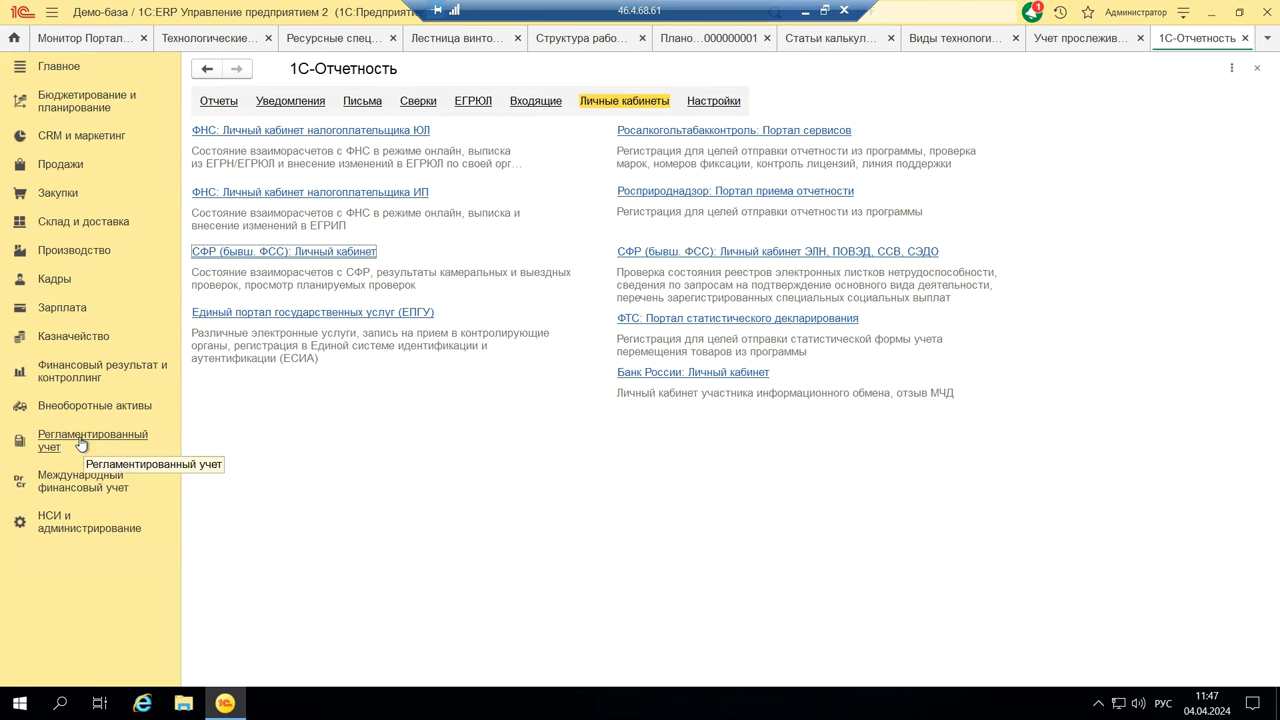 Демо-база / 1С:ERP Управление предприятием 2 (1С:Предприяти
46.4.68.61
1
Администратор
Монитор Портал...
Технологические...
Ресурсные спец...
Лестница винто...
Структура рабо...
Плано...000000001
Статьи калькул...
Виды технологи...
Учет прослежив...
1С-Отчетность
Главное
Бюджетирование и
планирование
CRM и маркетинг
Продажи
Закупки
Склад и доставка
Производство
Кадры
Зарплата
Казначейство
Финансовый результат и
контроллинг
Внеоборотные активы
Регламентированный
учет
Регламентированный учет
Международный
финансовый учет
НСИ и
администрирование
1С-Отчетность
Отчеты
Уведомления
Письма
Сверки
ЕГРЮЛ
Входящие
Личные кабинеты
Настройки
ФНС: Личный кабинет налогоплательщика ЮЛ
Состояние взаиморасчетов с ФНС в режиме онлайн, выписка
из ЕГРН/ЕГРЮЛ и внесение изменений в ЕГРЮЛ по своей орг...
ФНС: Личный кабинет налогоплательщика ИП
Состояние взаиморасчетов с ФНС в режиме онлайн, выписка и
внесение изменений в ЕГРИП
СФР (бывш. ФСС): Личный кабинет
Состояние взаиморасчетов с СФР, результаты камеральных и выездных
проверок, просмотр планируемых проверок
Единый портал государственных услуг (ЕПГУ)
Различные электронные услуги, запись на прием в контролирующие
органы, регистрация в Единой системе идентификации и
аутентификации (ЕСИА)
Росалкогольтабакконтроль: Портал сервисов
Регистрация для целей отправки отчетности из программы, проверка
марок, номеров фиксации, контроль лицензий, линия поддержки
Росприроднадзор: Портал приема отчетности
Регистрация для целей отправки отчетности из программы
СФР (бывш. ФСС): Личный кабинет ЭЛН, ПОВЭД, ССВ, СЭДО
Проверка состояния реестров электронных листков нетрудоспособности,
сведения по запросам на подтверждение основного вида деятельности,
перечень зарегистрированных специальных социальных выплат
ФТС: Портал статистического декларирования
Регистрация для целей отправки статистической формы учета
перемещения товаров из программы
Банк России: Личный кабинет
Личный кабинет участника информационного обмена, отзыв МЧД
РУС
11:47
04.04.2024